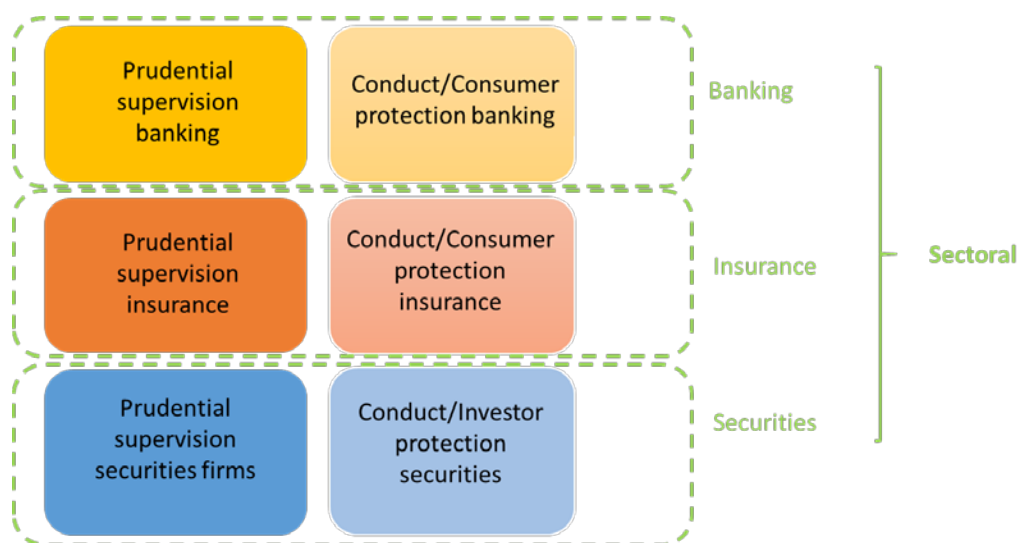 Prudential
supervision
banking
Conduct/Consumer
protection banking
Banking
Prudential
supervision
insurance
Conduct/Consumer
protection
insurance
Insurance
Sectoral
Prudential
supervision
securities firms
Conduct/Investor
protection
securities
Securities